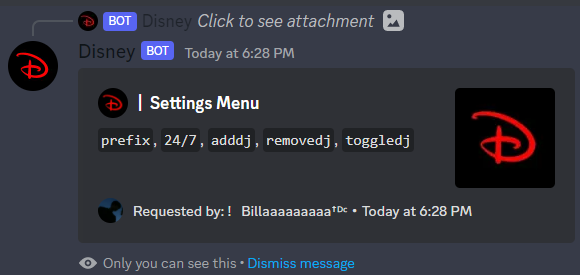 BOT Disney Click to see attachment
Disney BOT Today at 6:28 PM
| Settings Menu
prefix, 24/7, adddj, removedj, toggledj
Requested by: ! Billaaaaaaaaa†ᴰᶜ • Today at 6:28 PM
Only you can see this • Dismiss message